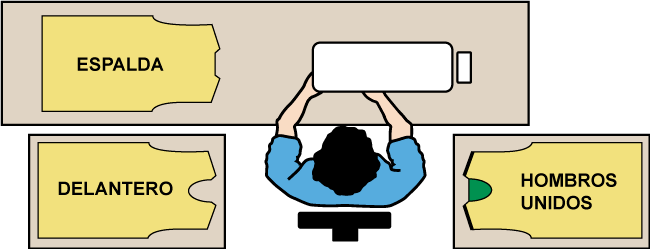 ESPALDA
DELANTERO
HOMBROS
UNIDOS